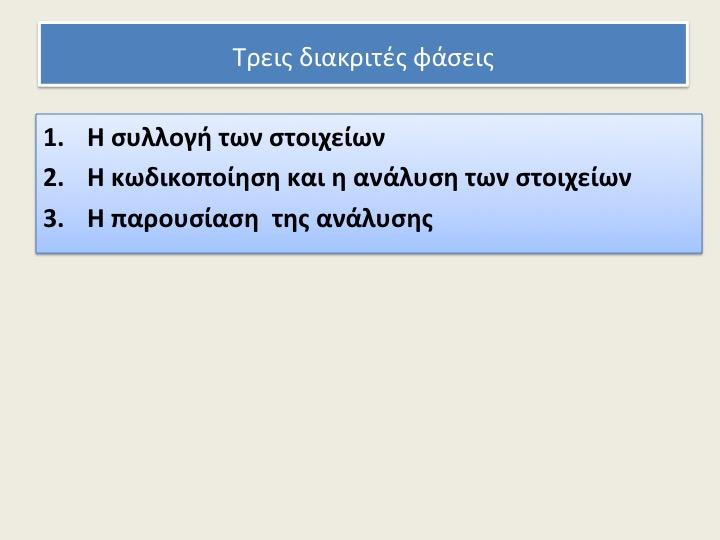 Τρεις διακριτές φάσεις
1. Η συλλογή των στοιχείων
2. Η κωδικοποίηση και η ανάλυση των στοιχείων
3. Η παρουσίαση  της ανάλυσης